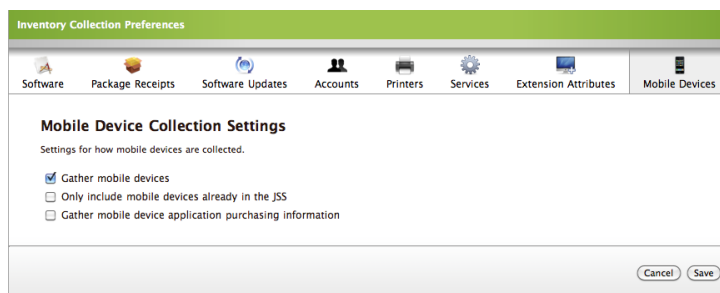 Inventory Collection Preferences
Software Package Receipts Software Updates Accounts Printers Services Extension Attributes Mobile Devices
Mobile Device Collection Settings
Settings for how mobile devices are collected.
Gather mobile devices
Only include mobile devices already in the JSS
Gather mobile device application purchasing information
Cancel Save